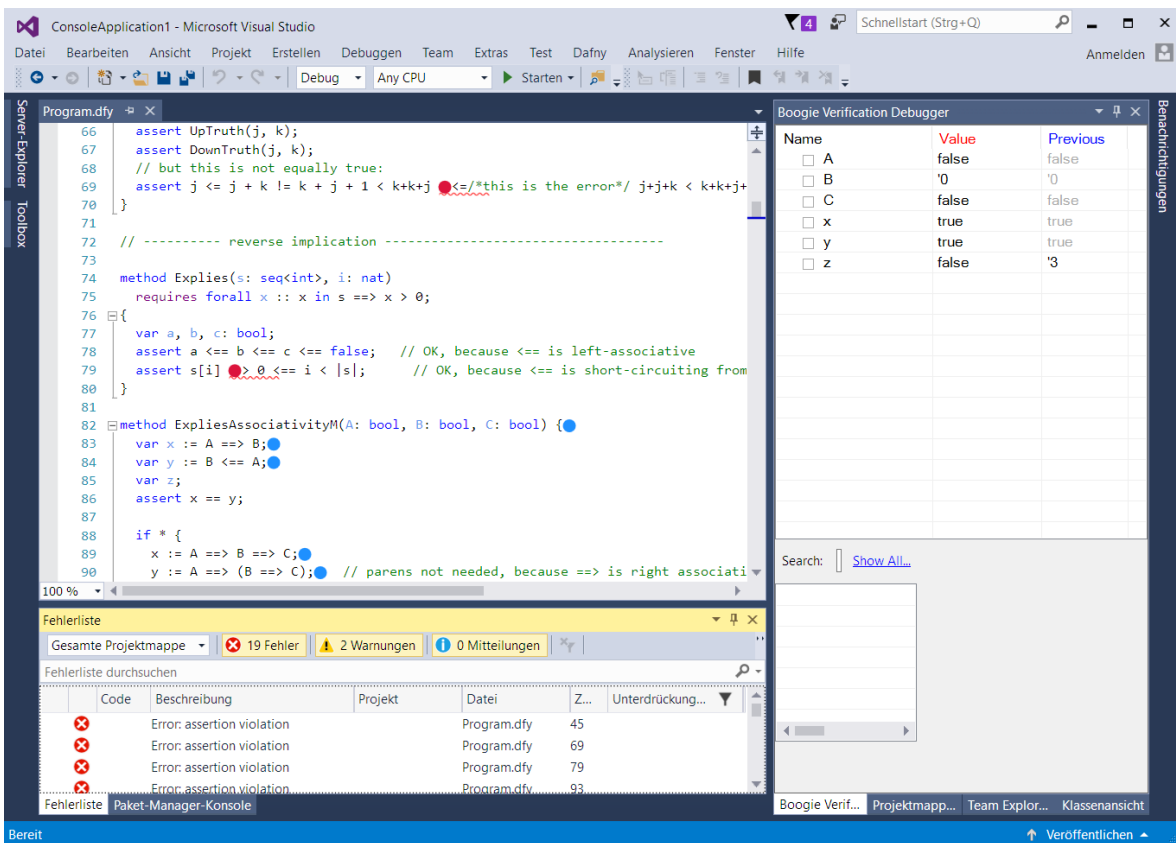 ConsoleApplication1 - Microsoft Visual Studio
4
Schnellstart (Strg+Q)
Datei Bearbeiten Ansicht Projekt Erstellen Debuggen Team Extras Test Dafny Analysieren Fenster Hilfe
Anmelden
Debug Any CPU Starten
Server-Explorer
Toolbox
Program.dfy
66 assert UpTruth(j, k);
67 assert DownTruth(j, k);
68 // but this is not equally true:
69 assert j <= j + k != k + j + 1 < k+k+j <=/*this is the error*/ j+j+k < k+k+j+
70 }
71
72 // ---------- reverse implication ------------------------------------
73
74 method Explies(s: seq<int>, i: nat)
75 requires forall x :: x in s ==> x > 0;
76 {
77 var a, b, c: bool;
78 assert a <== b <== c <== false; // OK, because <== is left-associative
79 assert s[i] > 0 <== i < |s|; // OK, because <== is short-circuiting from
80 }
81
82 method ExpliesAssociativityM(A: bool, B: bool, C: bool) {
83 var x := A ==> B;
84 var y := B <== A;
85 var z;
86 assert x == y;
87
88 if * {
89 x := A ==> B ==> C;
90 y := A ==> (B ==> C); // parens not needed, because ==> is right associati
100 %
Fehlerliste
Gesamte Projektmappe 19 Fehler 2 Warnungen 0 Mitteilungen
Fehlerliste durchsuchen
Code Beschreibung Projekt Datei Z... Unterdrückung...
Error: assertion violation Program.dfy 45
Error: assertion violation Program.dfy 69
Error: assertion violation Program.dfy 79
Error: assertion violation Program.dfy 93
Fehlerliste Paket-Manager-Konsole
Boogie Verification Debugger
Name Value Previous
A false false
B '0 '0
C false false
x true true
y true true
z false '3
Search: Show All...
Boogie Verif... Projektmapp... Team Explor... Klassenansicht
Benachrichtigungen
Bereit
Veröffentlichen